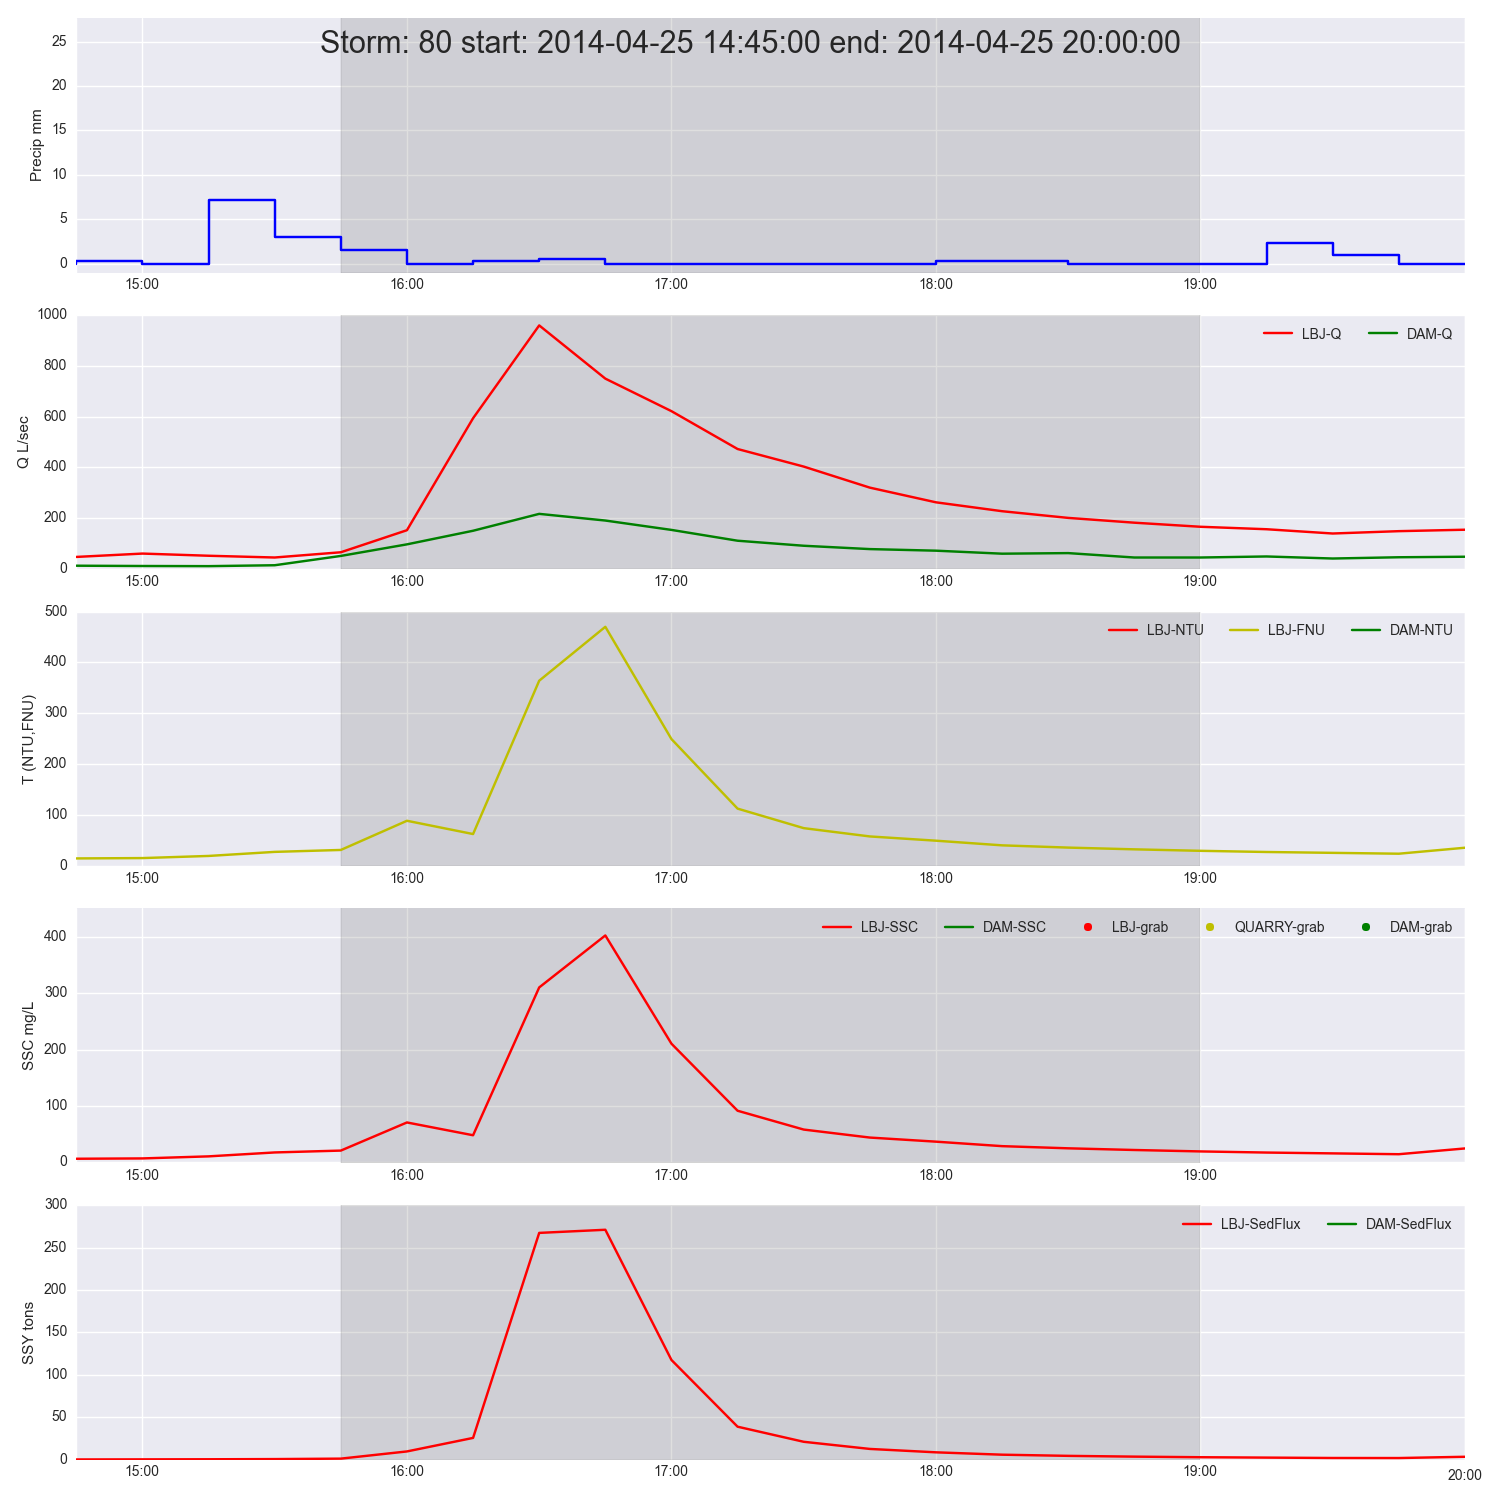 Storm: 80 start: 2014-04-25 14:45:00 end: 2014-04-25 20:00:00
Precip mm
25
20
15
10
5
0
15:00 16:00 17:00 18:00 19:00
LBJ-Q DAM-Q
Q L/sec
1000
800
600
400
200
0
15:00 16:00 17:00 18:00 19:00
LBJ-NTU LBJ-FNU DAM-NTU
T (NTU,FNU)
500
400
300
200
100
0
15:00 16:00 17:00 18:00 19:00
LBJ-SSC DAM-SSC LBJ-grab QUARRY-grab DAM-grab
SSC mg/L
400
300
200
100
0
15:00 16:00 17:00 18:00 19:00
LBJ-SedFlux DAM-SedFlux
SSY tons
300
250
200
150
100
50
0
15:00 16:00 17:00 18:00 19:00 20:00